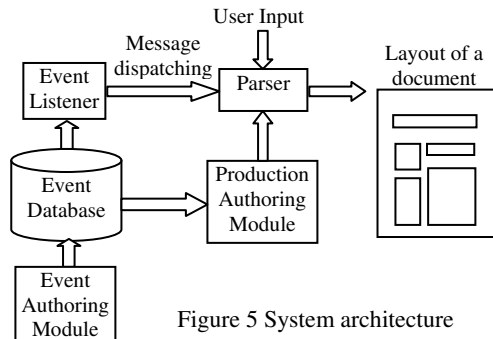 User Input
Message
dispatching
Layout of a
document
Event
Listener
Parser
Event
Database
Production
Authoring
Module
Event
Authoring
Module
Figure 5 System architecture